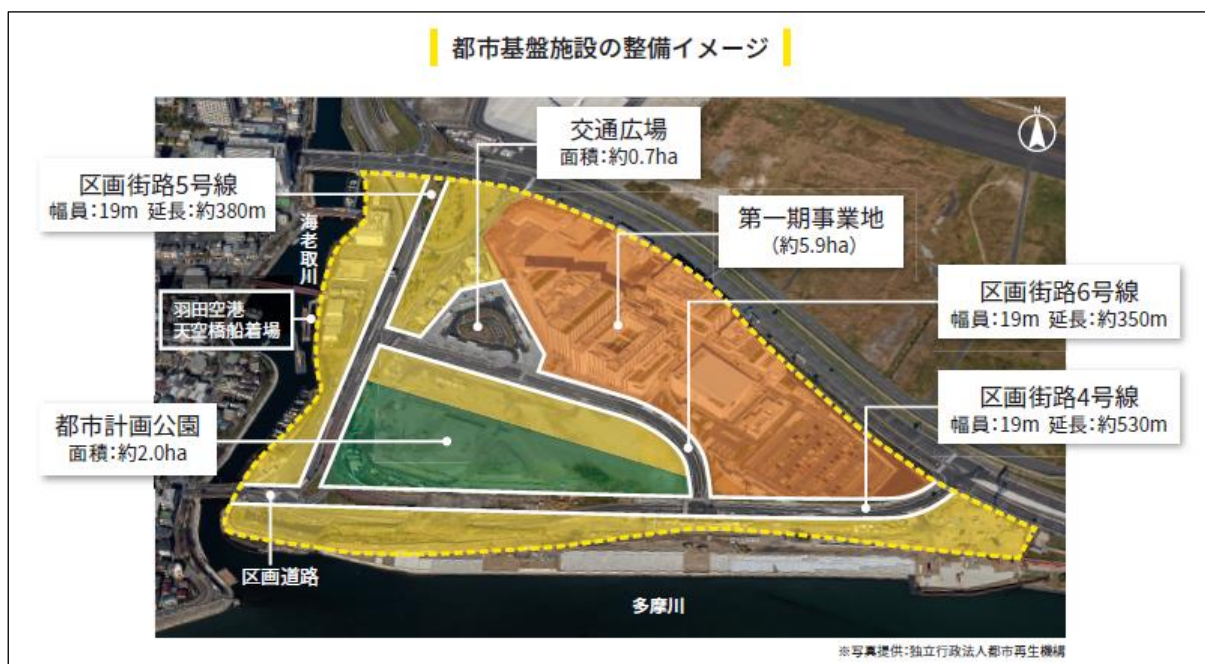 都市基盤施設の整備イメージ
N
交通広場
面積：約0.7ha
区画街路5号線
幅員：19m 延長：約380m
海老取川
第一期事業地
（約5.9ha）
羽田空港
天空橋船着場
区画街路6号線
幅員：19m 延長：約350m
区画街路4号線
幅員：19m 延長：約530m
都市計画公園
面積：約2.0ha
区画道路
多摩川
※写真提供：独立行政法人都市再生機構